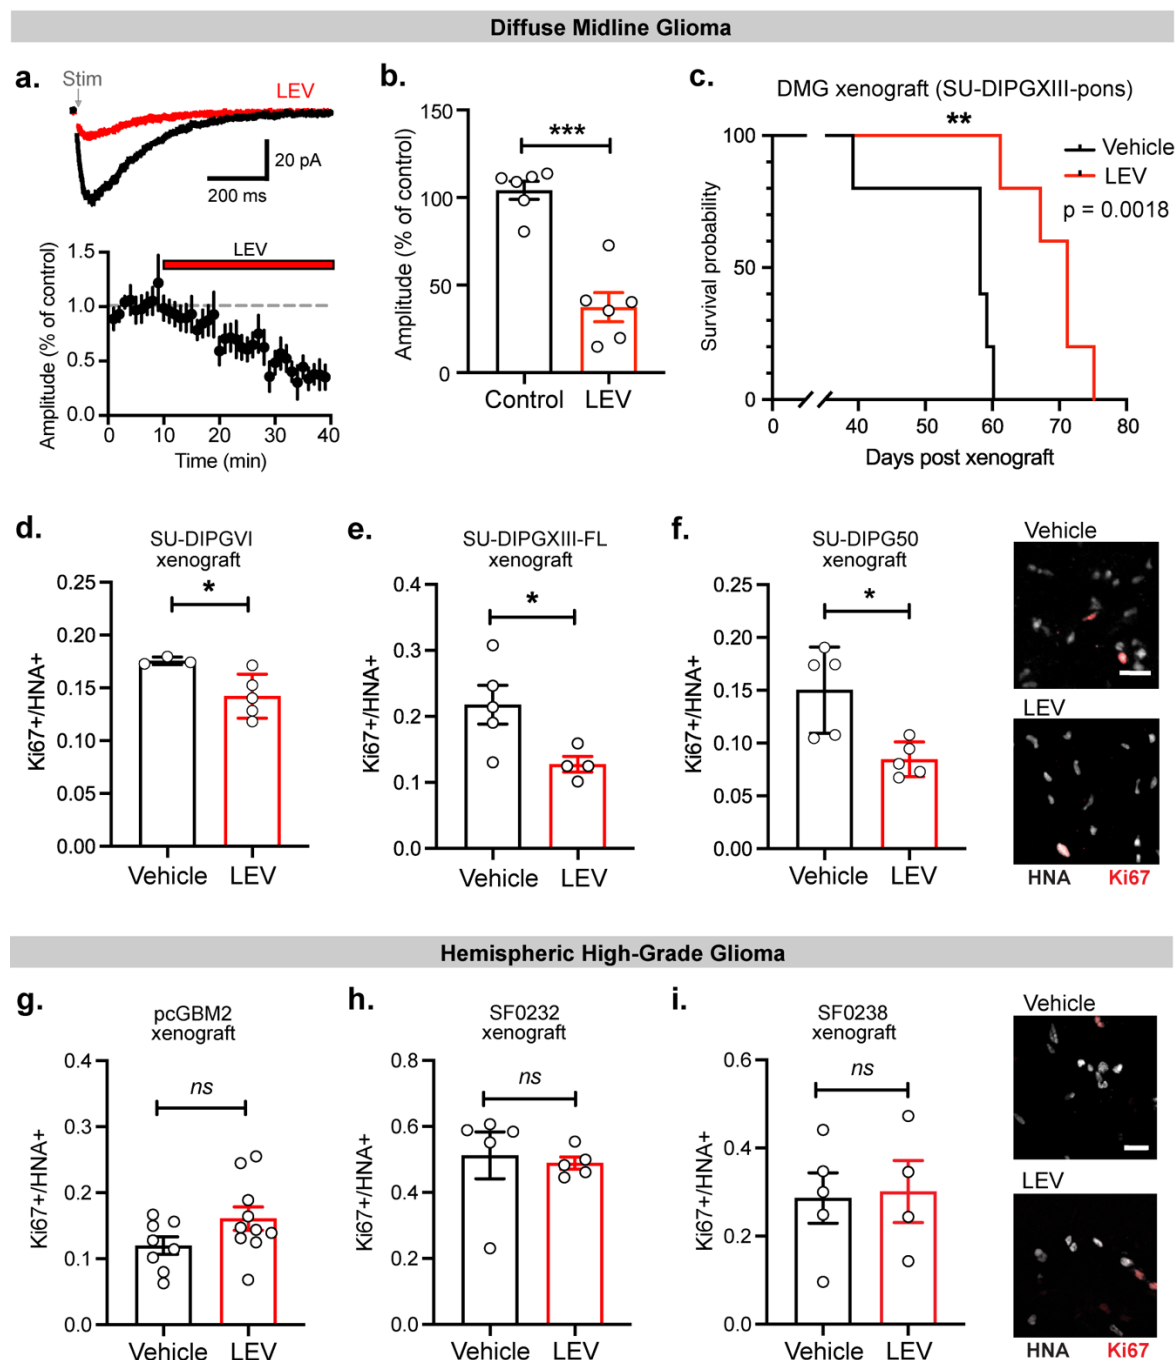 Diffuse Midline Glioma
a.
Stim
LEV
20 pA
200 ms
Amplitude (% of control)
1.5
1.0
0.5
0.0
LEV
0 10 20 30 40
Time (min)
b.
Amplitude (% of control)
150
100
50
0
***
Control LEV
c.
DMG xenograft (SU-DIPGXIII-pons)
**
Vehicle
LEV
p = 0.0018
Survival probability
100
50
0
0 40 50 60 70 80
Days post xenograft
d.
SU-DIPGVI
xenograft
Ki67+/HNA+
0.25
0.20
0.15
0.10
0.05
0.00
*
Vehicle LEV
e.
SU-DIPGXIII-FL
xenograft
Ki67+/HNA+
0.4
0.3
0.2
0.1
0.0
*
Vehicle LEV
f.
SU-DIPG50
xenograft
Ki67+/HNA+
0.25
0.20
0.15
0.10
0.05
0.00
*
Vehicle LEV
Vehicle
LEV
HNA Ki67
Hemispheric High-Grade Glioma
g.
pcGBM2
xenograft
Ki67+/HNA+
0.4
0.3
0.2
0.1
0.0
ns
Vehicle LEV
h.
SF0232
xenograft
Ki67+/HNA+
0.8
0.6
0.4
0.2
0.0
ns
Vehicle LEV
i.
SF0238
xenograft
Ki67+/HNA+
0.6
0.4
0.2
0.0
ns
Vehicle LEV
Vehicle
LEV
HNA Ki67